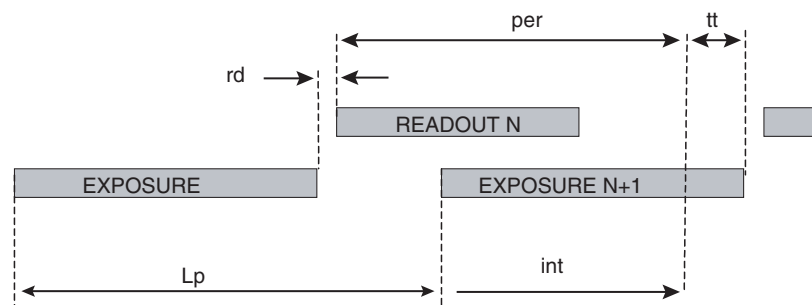 per
tt
rd
READOUT N
EXPOSURE
EXPOSURE N+1
Lp
int